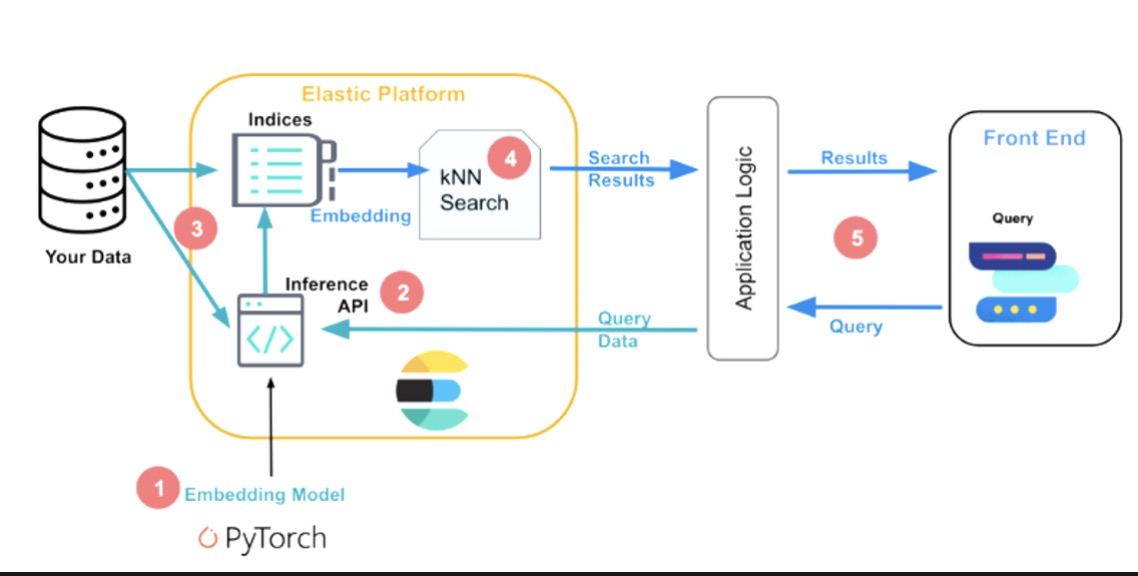 Elastic Platform
Indices
Front End
4
Search
Results
Results
kNN
Search
Embedding
Query
3
5
Your Data
Application Logic
Inference
API
2
Query
Data
Query
</>
1
Embedding Model
PyTorch